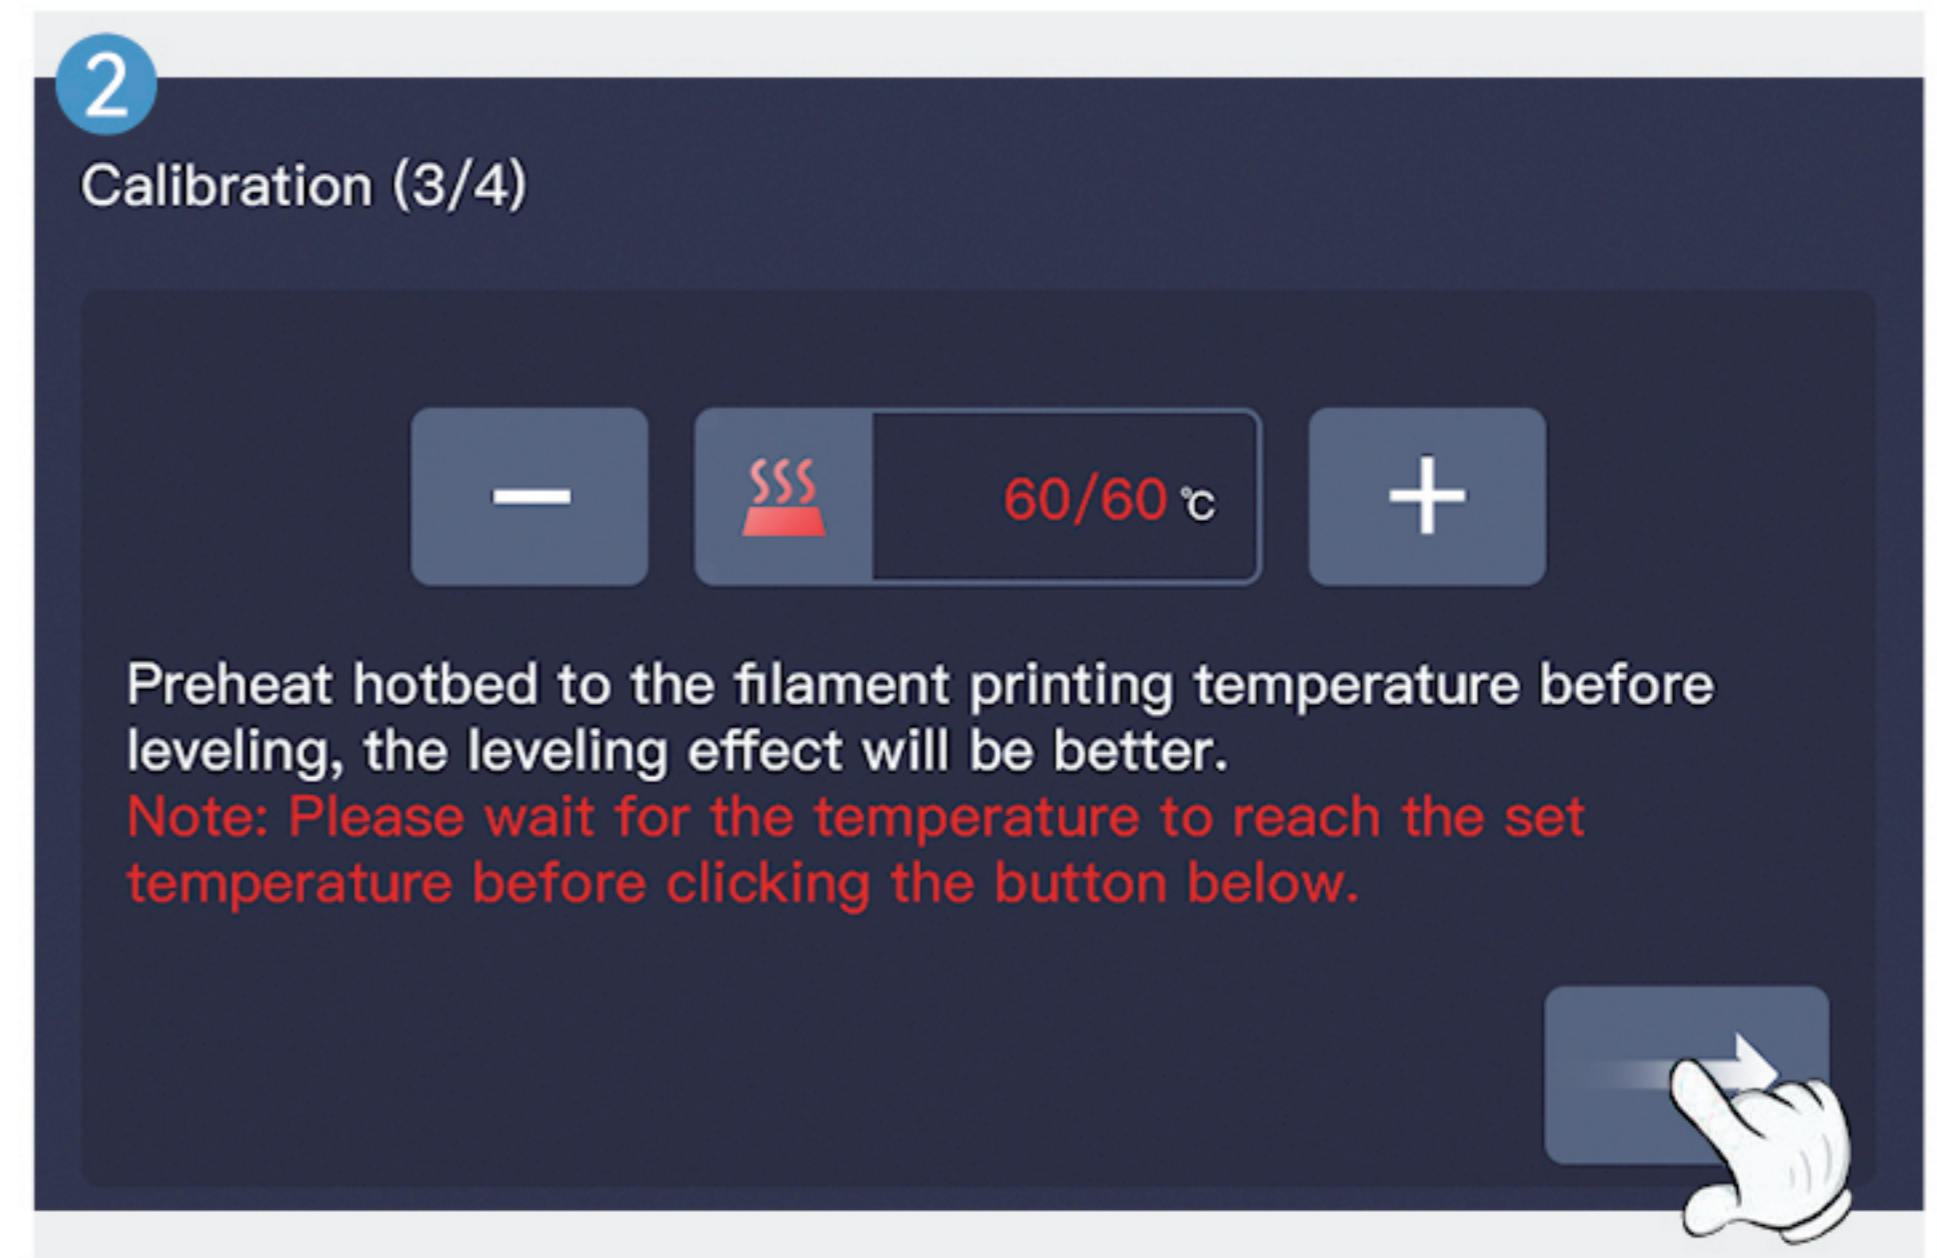 2
Calibration (3/4)
− 60/60 ℃ +
Preheat hotbed to the filament printing temperature before
leveling, the leveling effect will be better.
Note: Please wait for the temperature to reach the set
temperature before clicking the button below.